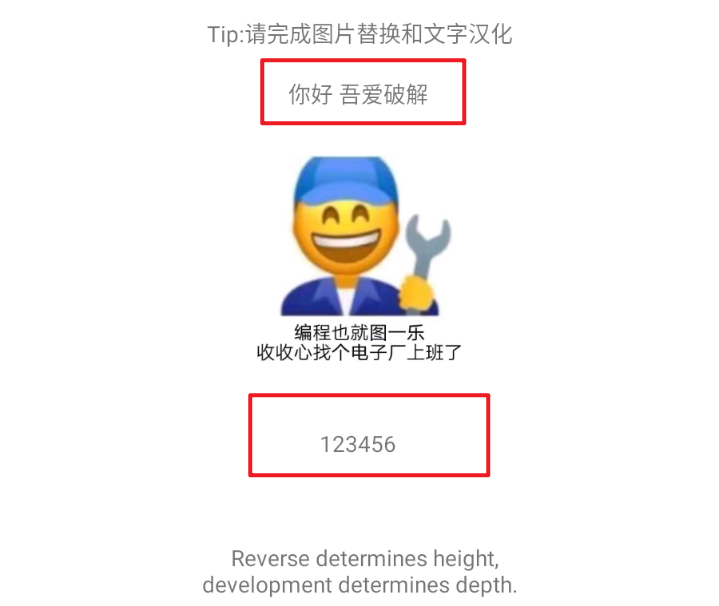 Tip:请完成图片替换和文字汉化
你好 吾爱破解
编程也就图一乐
收收心找个电子厂上班了
123456
Reverse determines height,
development determines depth.